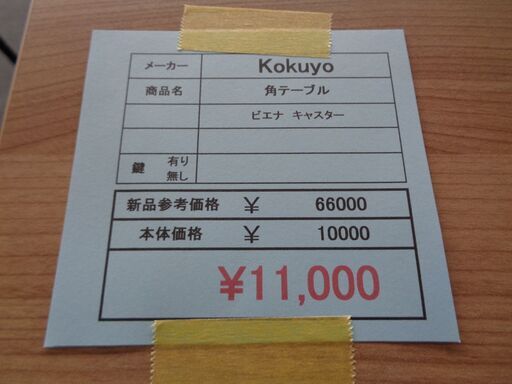 メーカー Kokuyo
商品名 角テーブル
ビエナ キャスター
鍵 有り
無し
新品参考価格 ¥ 66000
本体価格 ¥ 10000
¥11,000